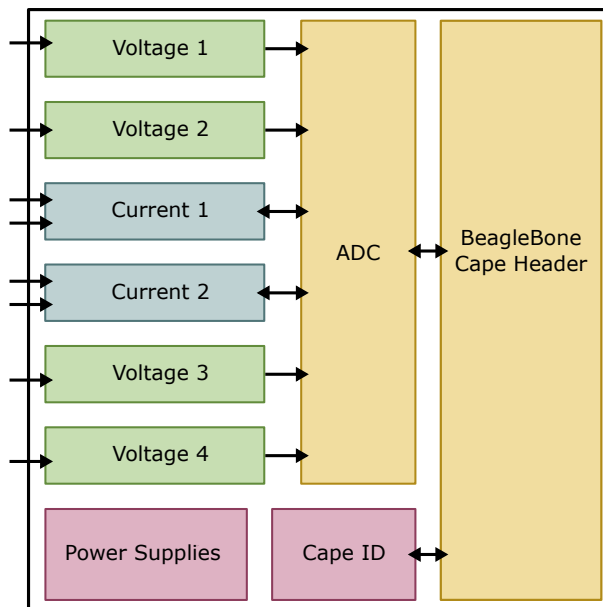 Voltage 1
Voltage 2
Current 1
Current 2
Voltage 3
Voltage 4
ADC
BeagleBone
Cape Header
Power Supplies
Cape ID